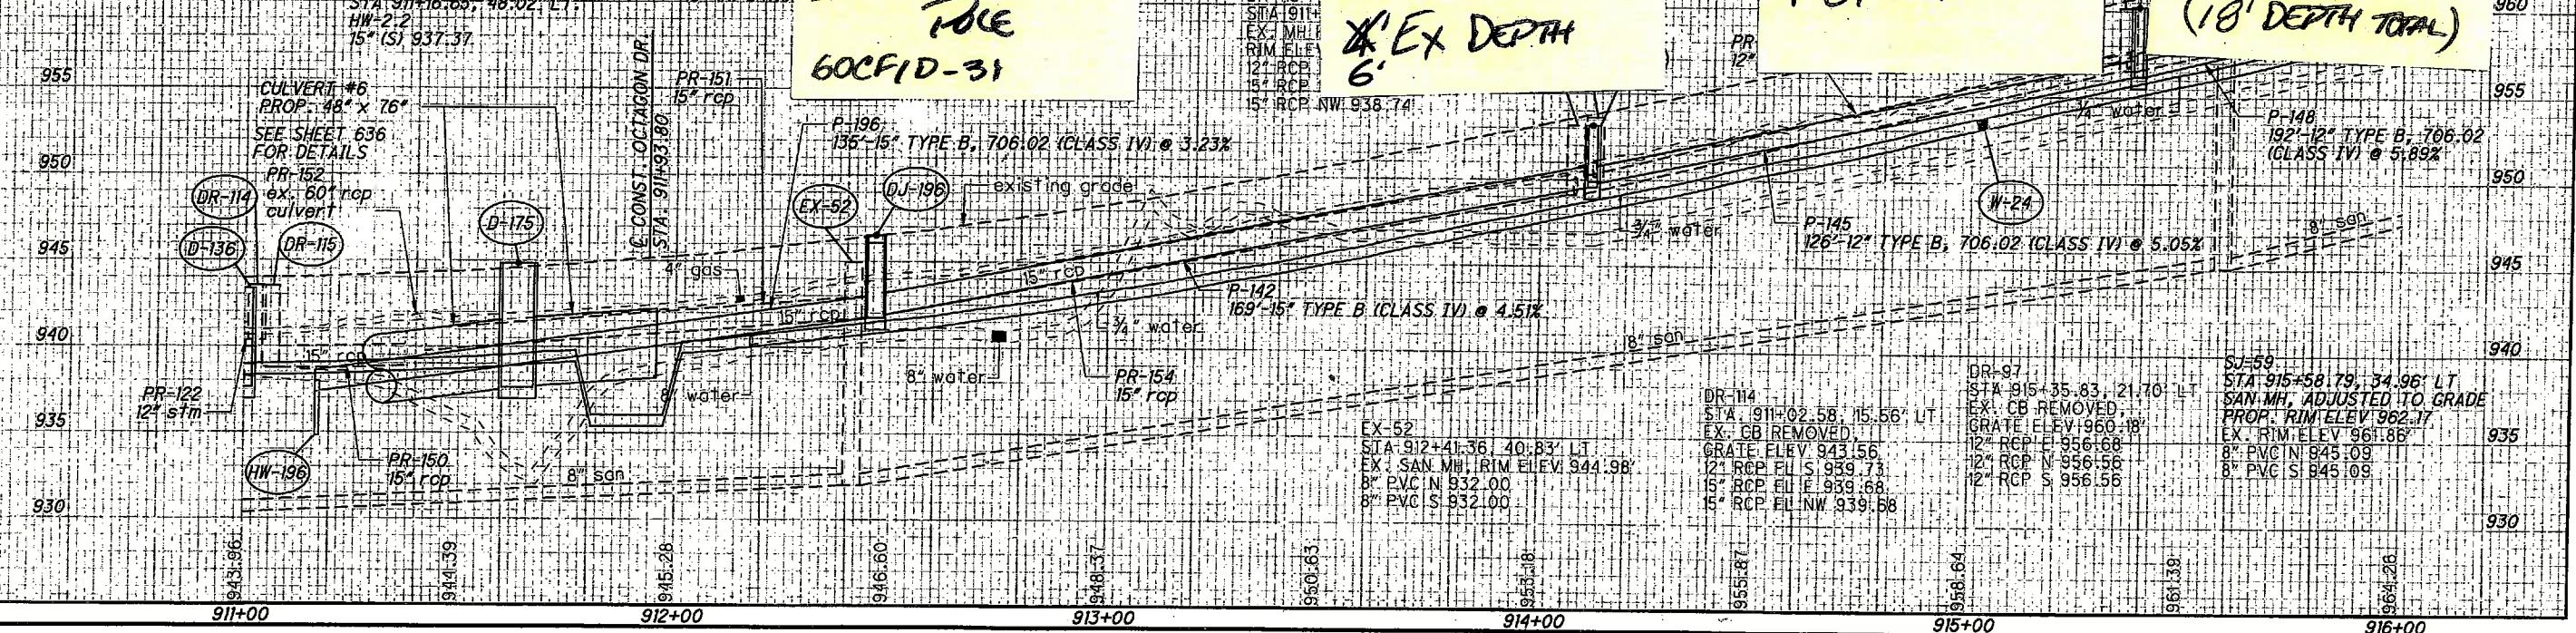 STA 911+16.65, 48.02' LT.
HW-2.2
15" (S) 937.37
POLE
60CF/D-31
STA 911+
EX. MH
RIM ELEV
12" RCP
15" RCP
15" RCP NW 938.74
EX DEPTH
6'
PR
12"
(18' DEPTH TOTAL)
960
960
955
950
945
940
935
930
CULVERT #6
PROP. 48" x 76"
SEE SHEET 636
FOR DETAILS
PR-152
ex. 60" rcp
culvert
DR-114
D-136
DR-115
D-175
℄ CONST. OCTAGON DR.
STA. 911+93.80
PR-151
15" rcp
P-196
135'-15" TYPE B, 706.02 (CLASS IV) @ 3.23%
EX-52
DJ-196
existing grade
4" gas
15" rcp
15" rcp
15" rcp
P-142
169'-15" TYPE B (CLASS IV) @ 4.51%
3/4" water
8" water
8" water
PR-154
15" rcp
PR-122
12" stm
HW-196
PR-150
15" rcp
8" san
8" san
8" san
3/4" water
3/4" water
P-145
126'-12" TYPE B, 706.02 (CLASS IV) @ 5.05%
W-24
P-148
192'-12" TYPE B, 706.02
(CLASS IV) @ 5.89%
955
950
945
940
935
930
EX-52
STA 912+41.36, 40.83' LT
EX. SAN MH, RIM ELEV 944.98'
8" PVC N 932.00
8" PVC S 932.00
DR-114
STA. 911+02.58, 15.56' LT
EX. CB REMOVED,
GRATE ELEV 943.56
12" RCP FL S 939.73
15" RCP FL E 939.68
15" RCP FL NW 939.68
DR-97
STA 915+35.83, 21.70' LT
EX. CB REMOVED,
GRATE ELEV 960.18'
12" RCP E 956.68
12" RCP N 956.56
12" RCP S 956.56
SJ-59
STA 915+58.79, 34.96' LT
SAN MH, ADJUSTED TO GRADE
PROP. RIM ELEV 962.17
EX. RIM ELEV 961.86'
8" PVC N 945.09
8" PVC S 945.09
943.96
944.39
945.28
946.60
948.37
950.63
953.18
955.87
958.64
961.39
964.26
911+00
912+00
913+00
914+00
915+00
916+00